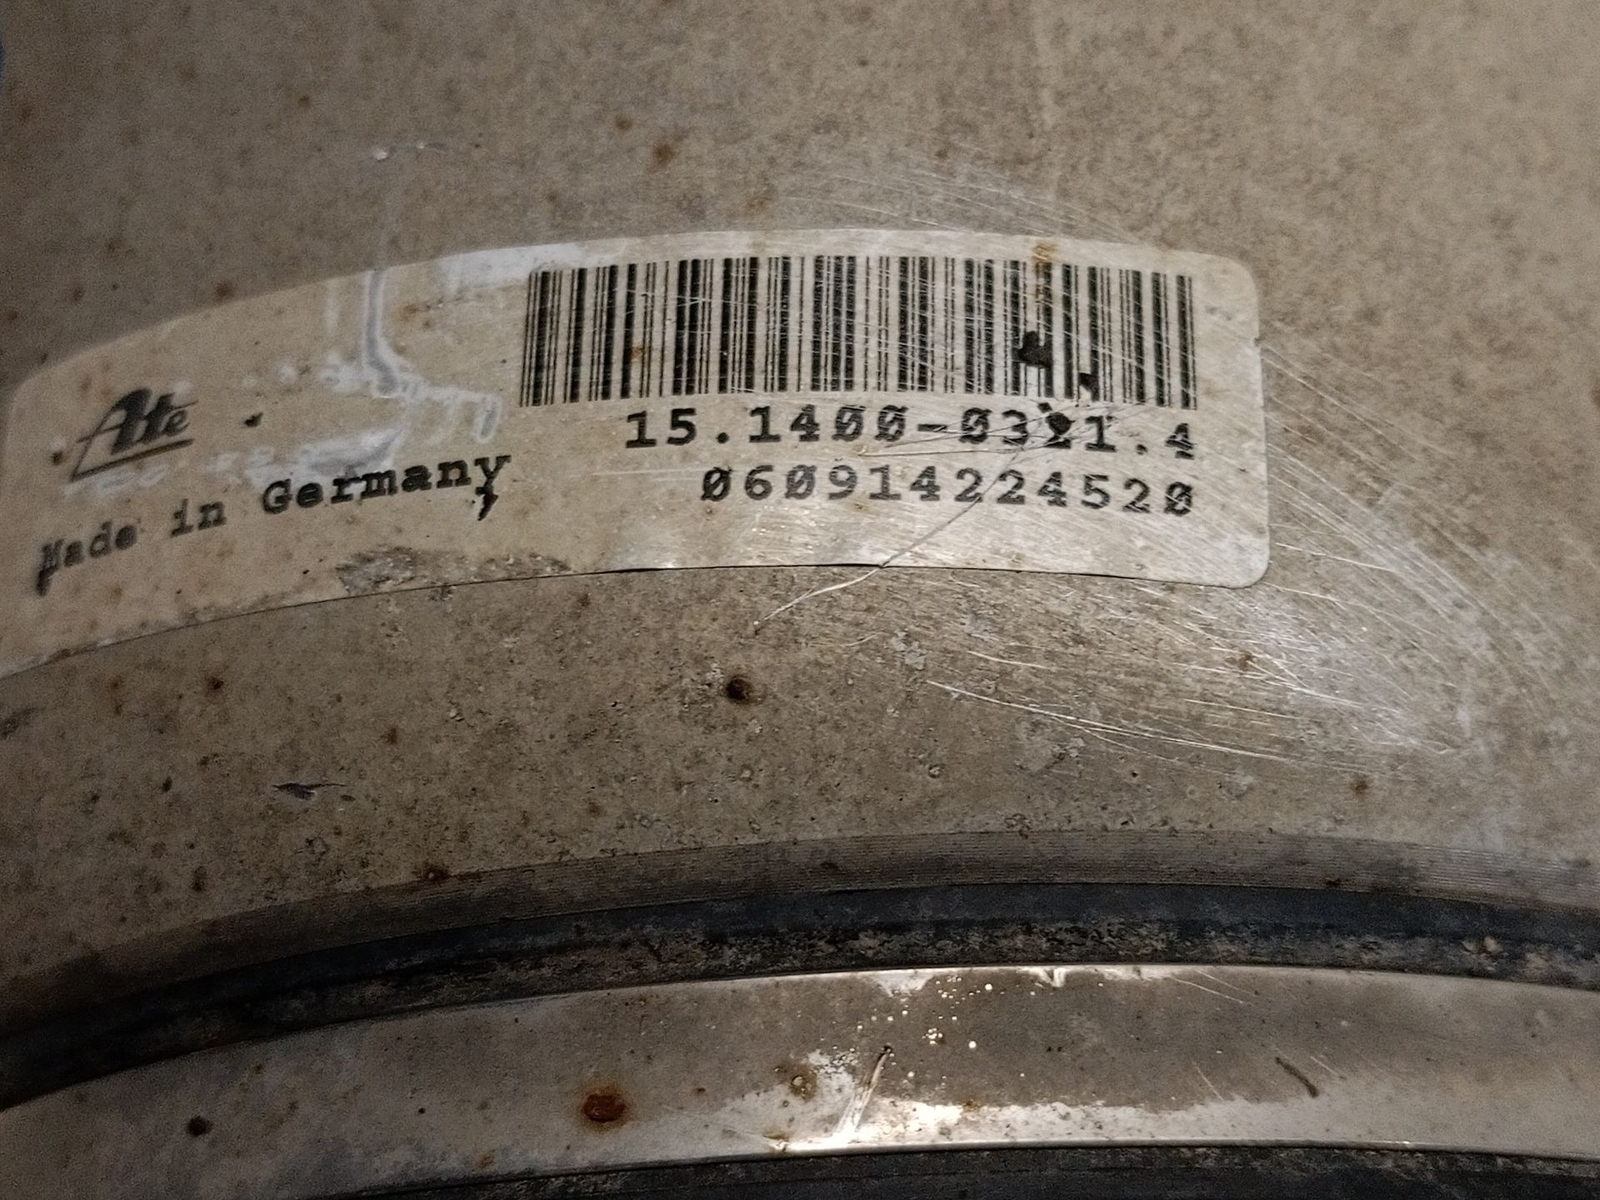 Ate
Made in Germany
15.1400-0321.4
060914224520